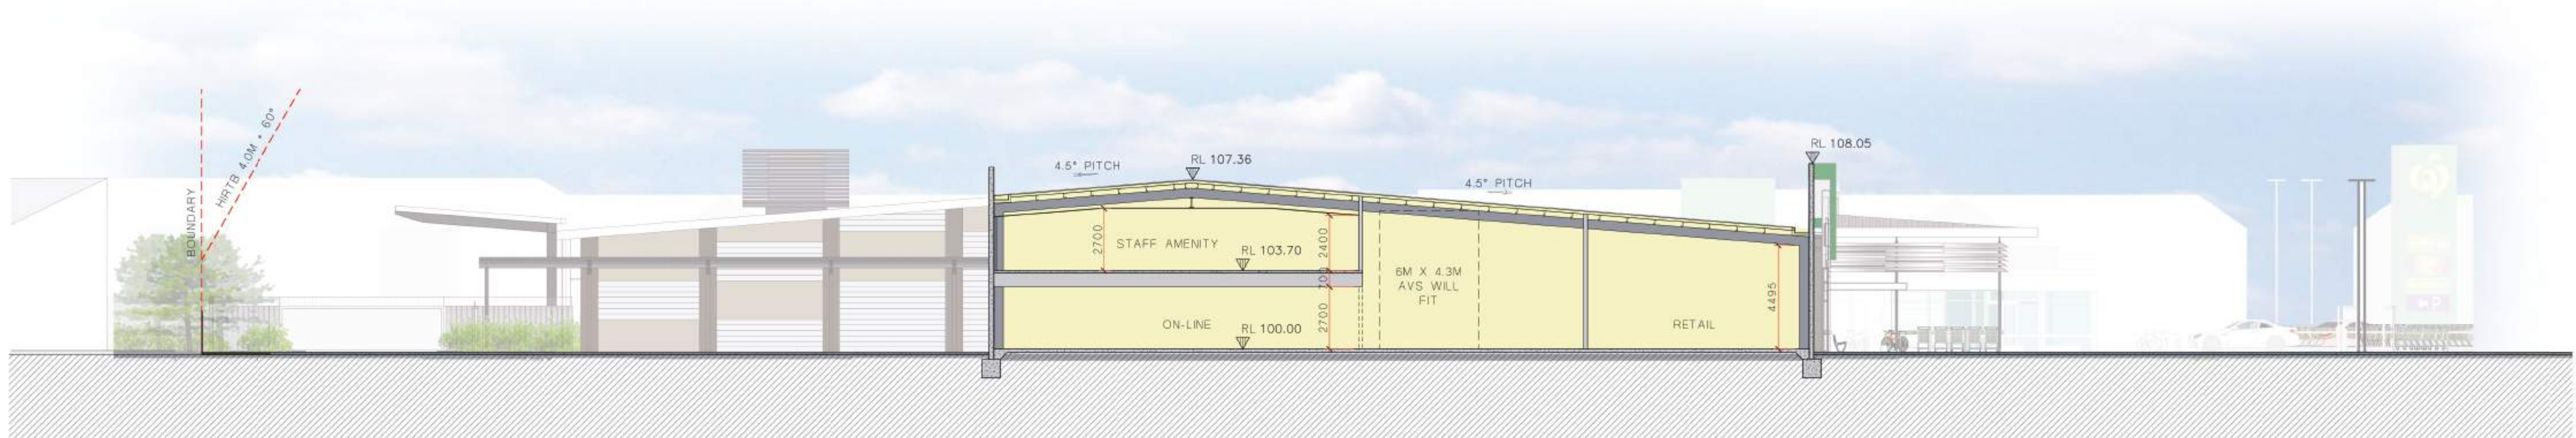 BOUNDARY
HIRTB 4.0M + 60°
4.5° PITCH
RL 107.36
4.5° PITCH
RL 108.05
2700
STAFF AMENITY
RL 103.70
2400
700
6M X 4.3M
AVS WILL
FIT
4495
ON-LINE
RL 100.00
2700
RETAIL
P